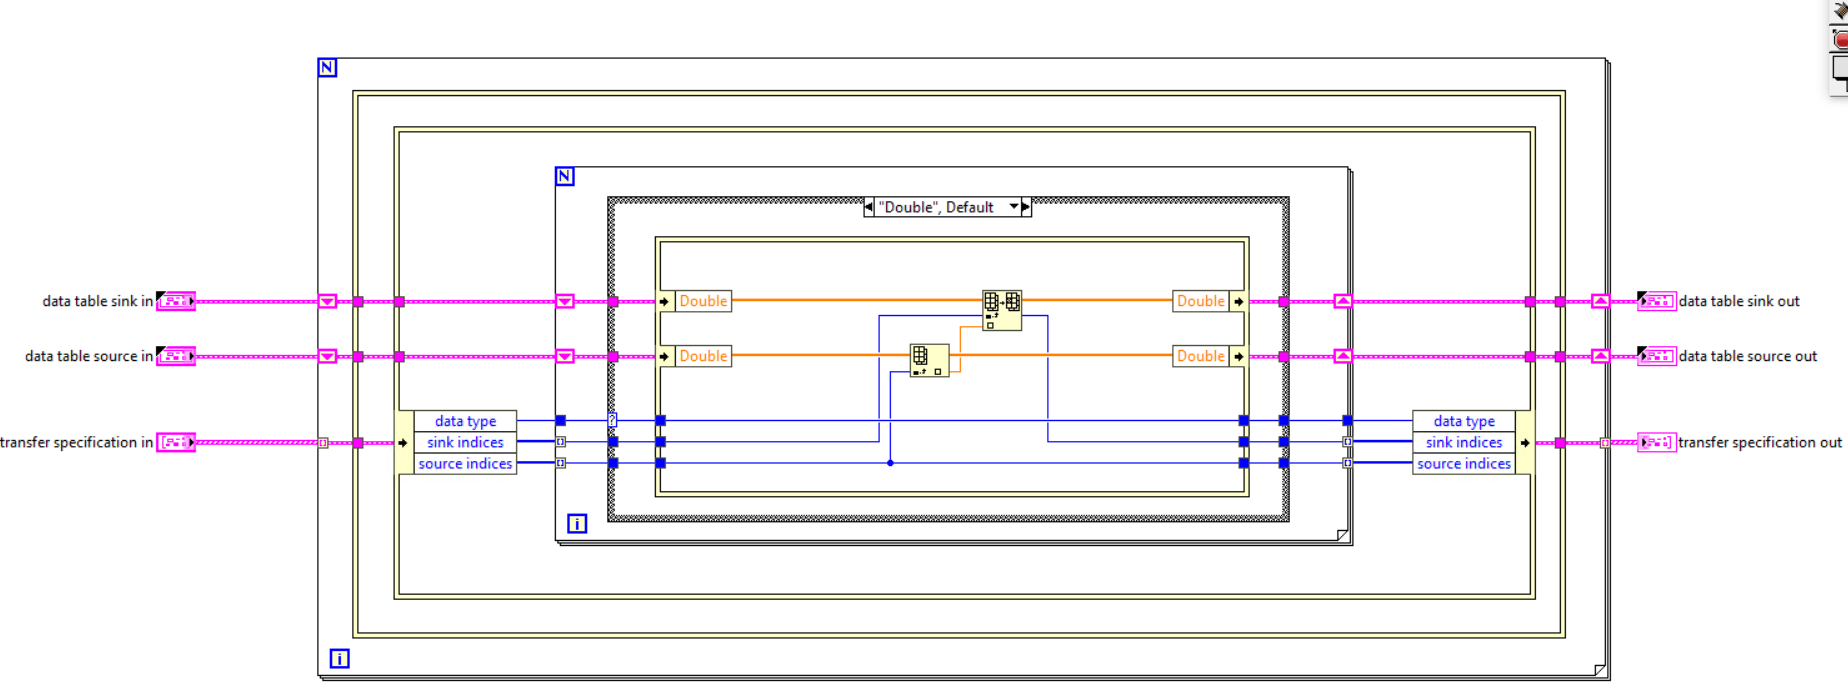 N
N
"Double", Default
data table sink in
Double
Double
data table sink out
data table source in
Double
Double
data table source out
?
data type
data type
transfer specification in
sink indices
sink indices
transfer specification out
source indices
source indices
i
i